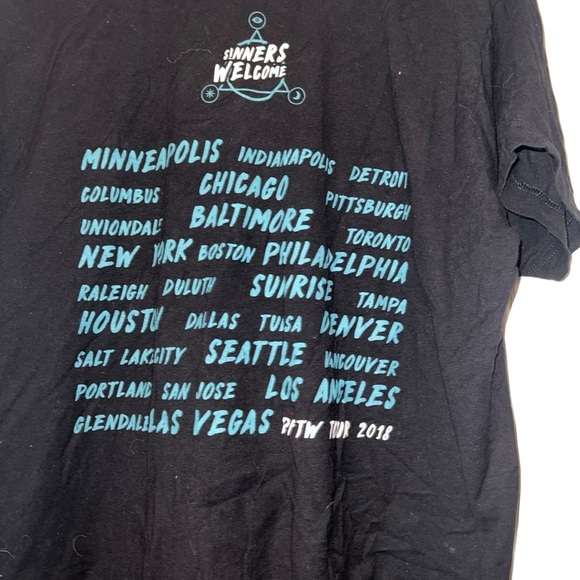 SINNERS
WELCOME
MINNEAPOLIS INDIANAPOLIS DETROIT
COLUMBUS CHICAGO PITTSBURGH
UNIONDALE BALTIMORE TORONTO
NEW YORK BOSTON PHILADELPHIA
RALEIGH DULUTH SUNRISE TAMPA
HOUSTON DALLAS TULSA DENVER
SALT LAKE CITY SEATTLE VANCOUVER
PORTLAND SAN JOSE LOS ANGELES
GLENDALE LAS VEGAS PFTW TOUR 2018